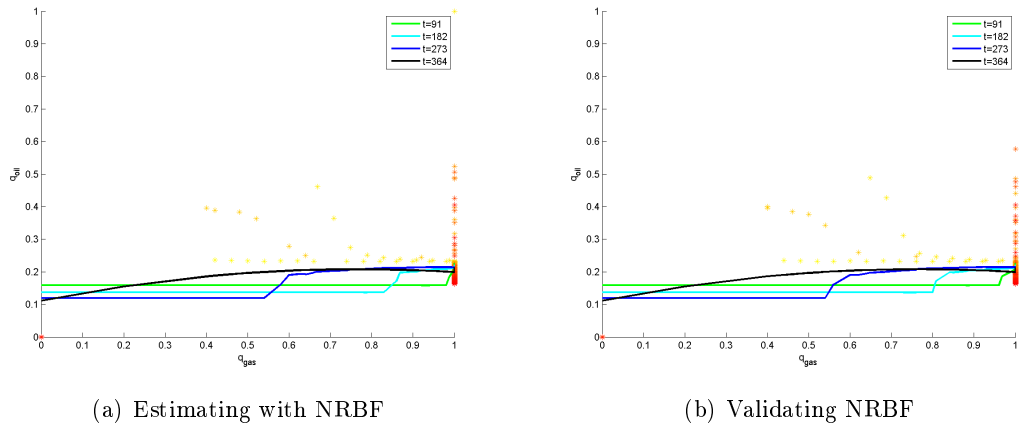 1
0.9
0.8
0.7
0.6
0.5
0.4
0.3
0.2
0.1
0
q_oil
0 0.1 0.2 0.3 0.4 0.5 0.6 0.7 0.8 0.9 1
q_gas
t=91
t=182
t=273
t=364
(a) Estimating with NRBF
1
0.9
0.8
0.7
0.6
0.5
0.4
0.3
0.2
0.1
0
q_oil
0 0.1 0.2 0.3 0.4 0.5 0.6 0.7 0.8 0.9 1
q_gas
t=91
t=182
t=273
t=364
(b) Validating NRBF